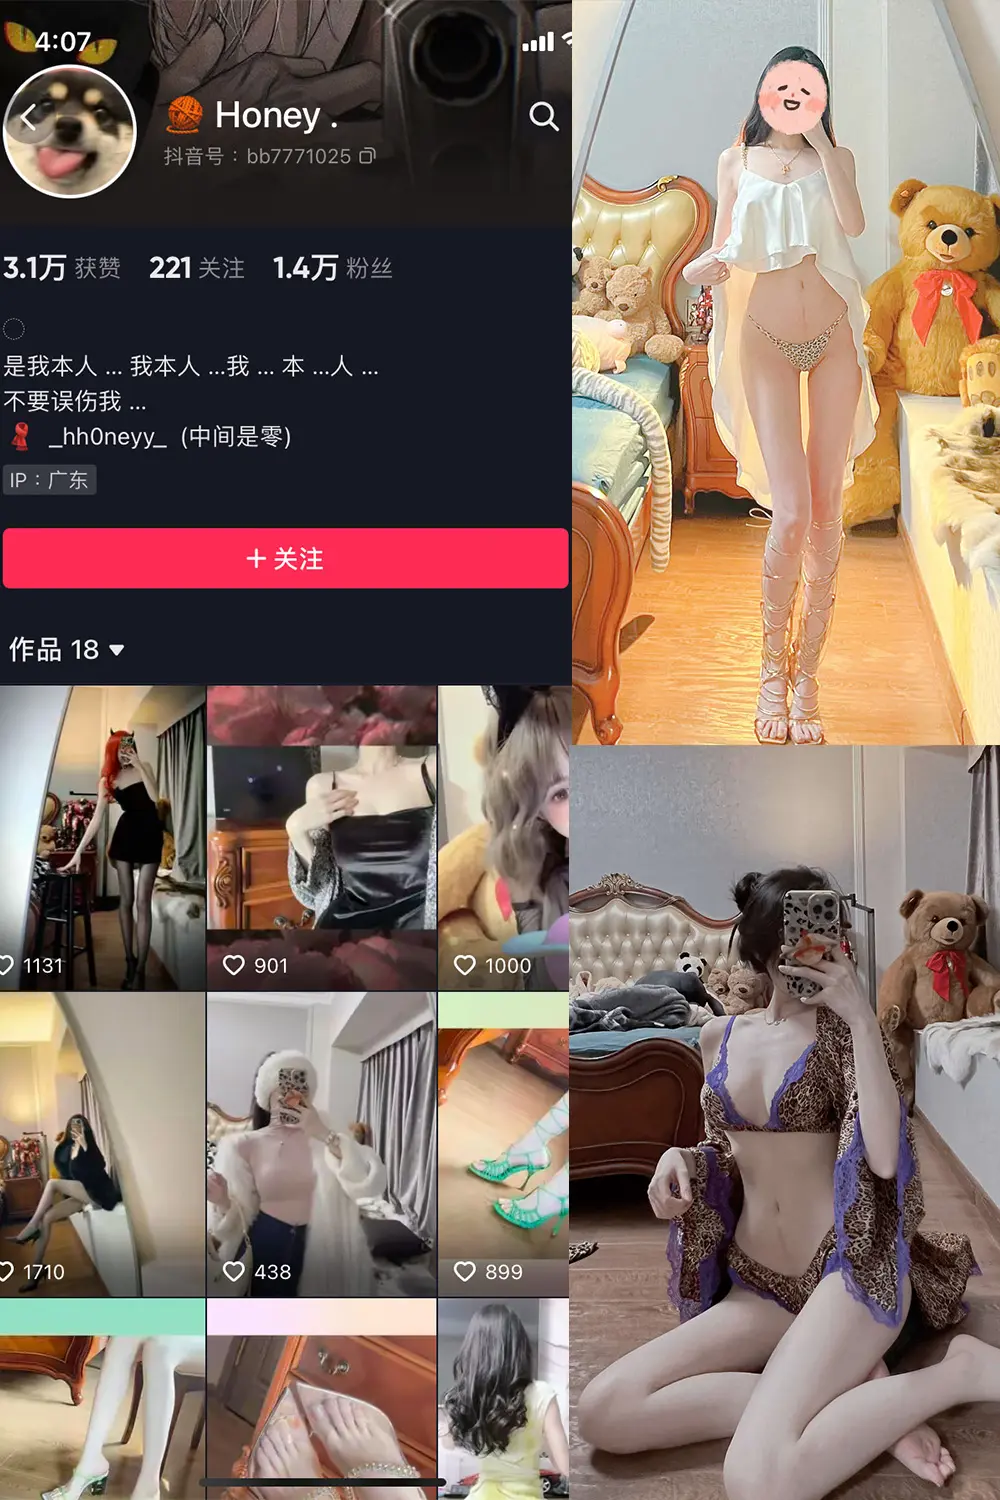 4:07
Honey .
抖音号：bb7771025
3.1万 获赞 221 关注 1.4万 粉丝
是我本人 ... 我本人 ...我 ... 本 ...人 ...
不要误伤我 ...
_hh0neyy_ (中间是零)
IP：广东
+ 关注
作品 18
1131
901
1000
1710
438
899